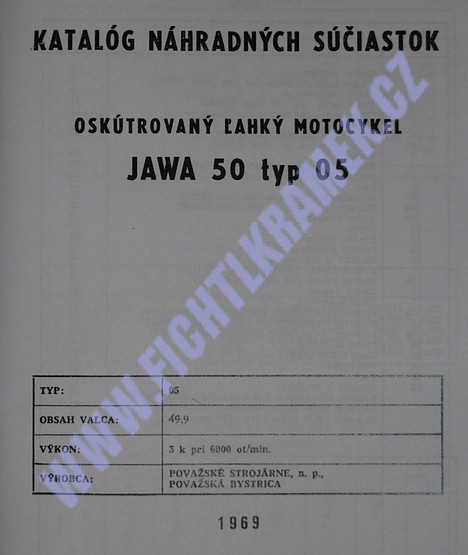 KATALÓG NÁHRADNÝCH SÚČIASTOK
OSKÚTROVANÝ ĽAHKÝ MOTOCYKEL
JAWA 50 typ 05
WWW.FICHTLKRAMEK.CZ
TYP: 05
OBSAH VALCA: 49.9
VÝKON: 3 k pri 6000 ot/min.
VÝROBCA: POVAŽSKÉ STROJÁRNE, n. p.,
POVAŽSKÁ BYSTRICA
1969